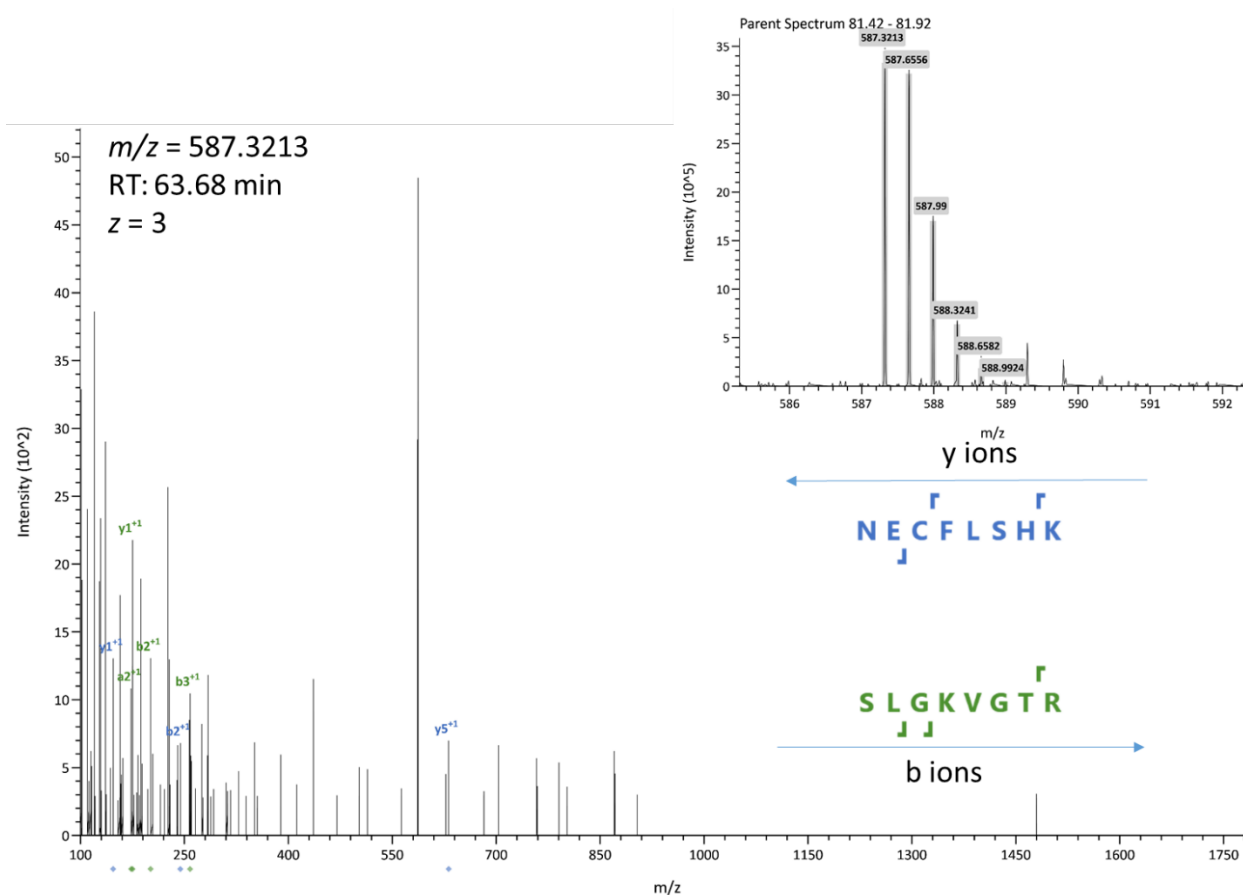 Parent Spectrum 81.42 - 81.92
587.3213
587.6556
587.99
588.3241
588.6582
588.9924
Intensity (10^5)
35
30
25
20
15
10
5
0
586 587 588 589 590 591 592
m/z
m/z = 587.3213
RT: 63.68 min
z = 3
Intensity (10^2)
50
45
40
35
30
25
20
15
10
5
0
y1+1
y1+1
b2+1
a2+1
b3+1
b2+1
y5+1
100 250 400 550 700 850 1000 1150 1300 1450 1600 1750
m/z
y ions
N E C F L S H K
S L G K V G T R
b ions